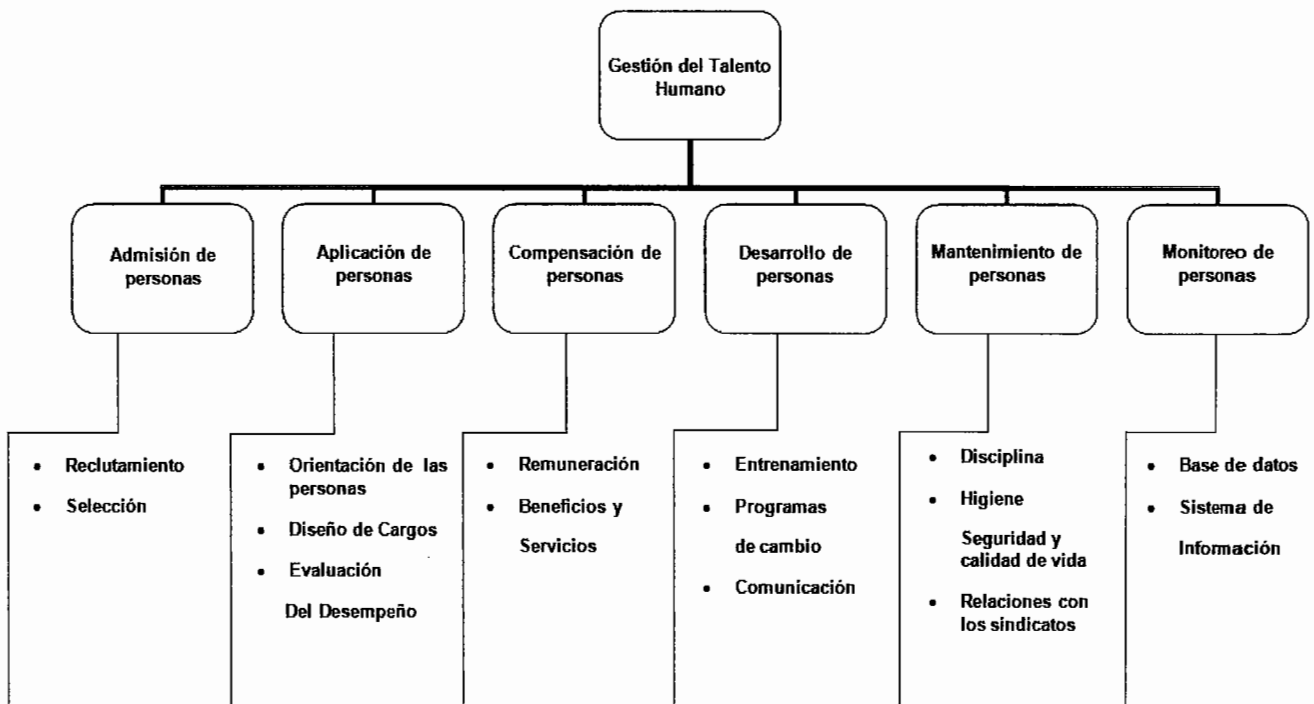 Gestión del Talento
Humano
Admisión de
personas
Aplicación de
personas
Compensación de
personas
Desarrollo de
personas
Mantenimiento de
personas
Monitoreo de
personas
• Reclutamiento
• Selección
• Orientación de las
personas
• Diseño de Cargos
• Evaluación
Del Desempeño
• Remuneración
• Beneficios y
Servicios
• Entrenamiento
• Programas
de cambio
• Comunicación
• Disciplina
• Higiene
Seguridad y
calidad de vida
• Relaciones con
los sindicatos
• Base de datos
• Sistema de
Información